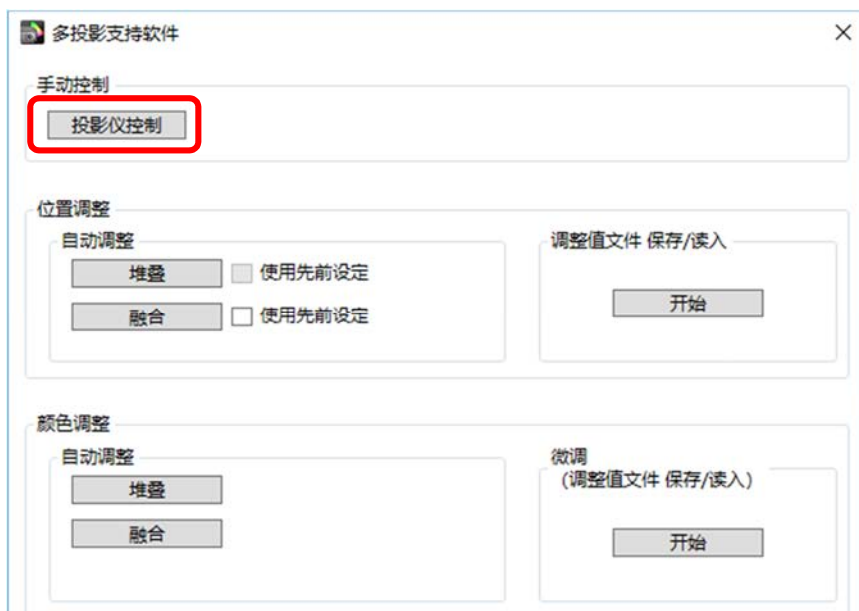 多投影支持软件
手动控制
投影仪控制
位置调整
自动调整
堆叠 使用先前设定
融合 使用先前设定
调整值文件 保存/读入
开始
颜色调整
自动调整
堆叠
融合
微调
(调整值文件 保存/读入)
开始